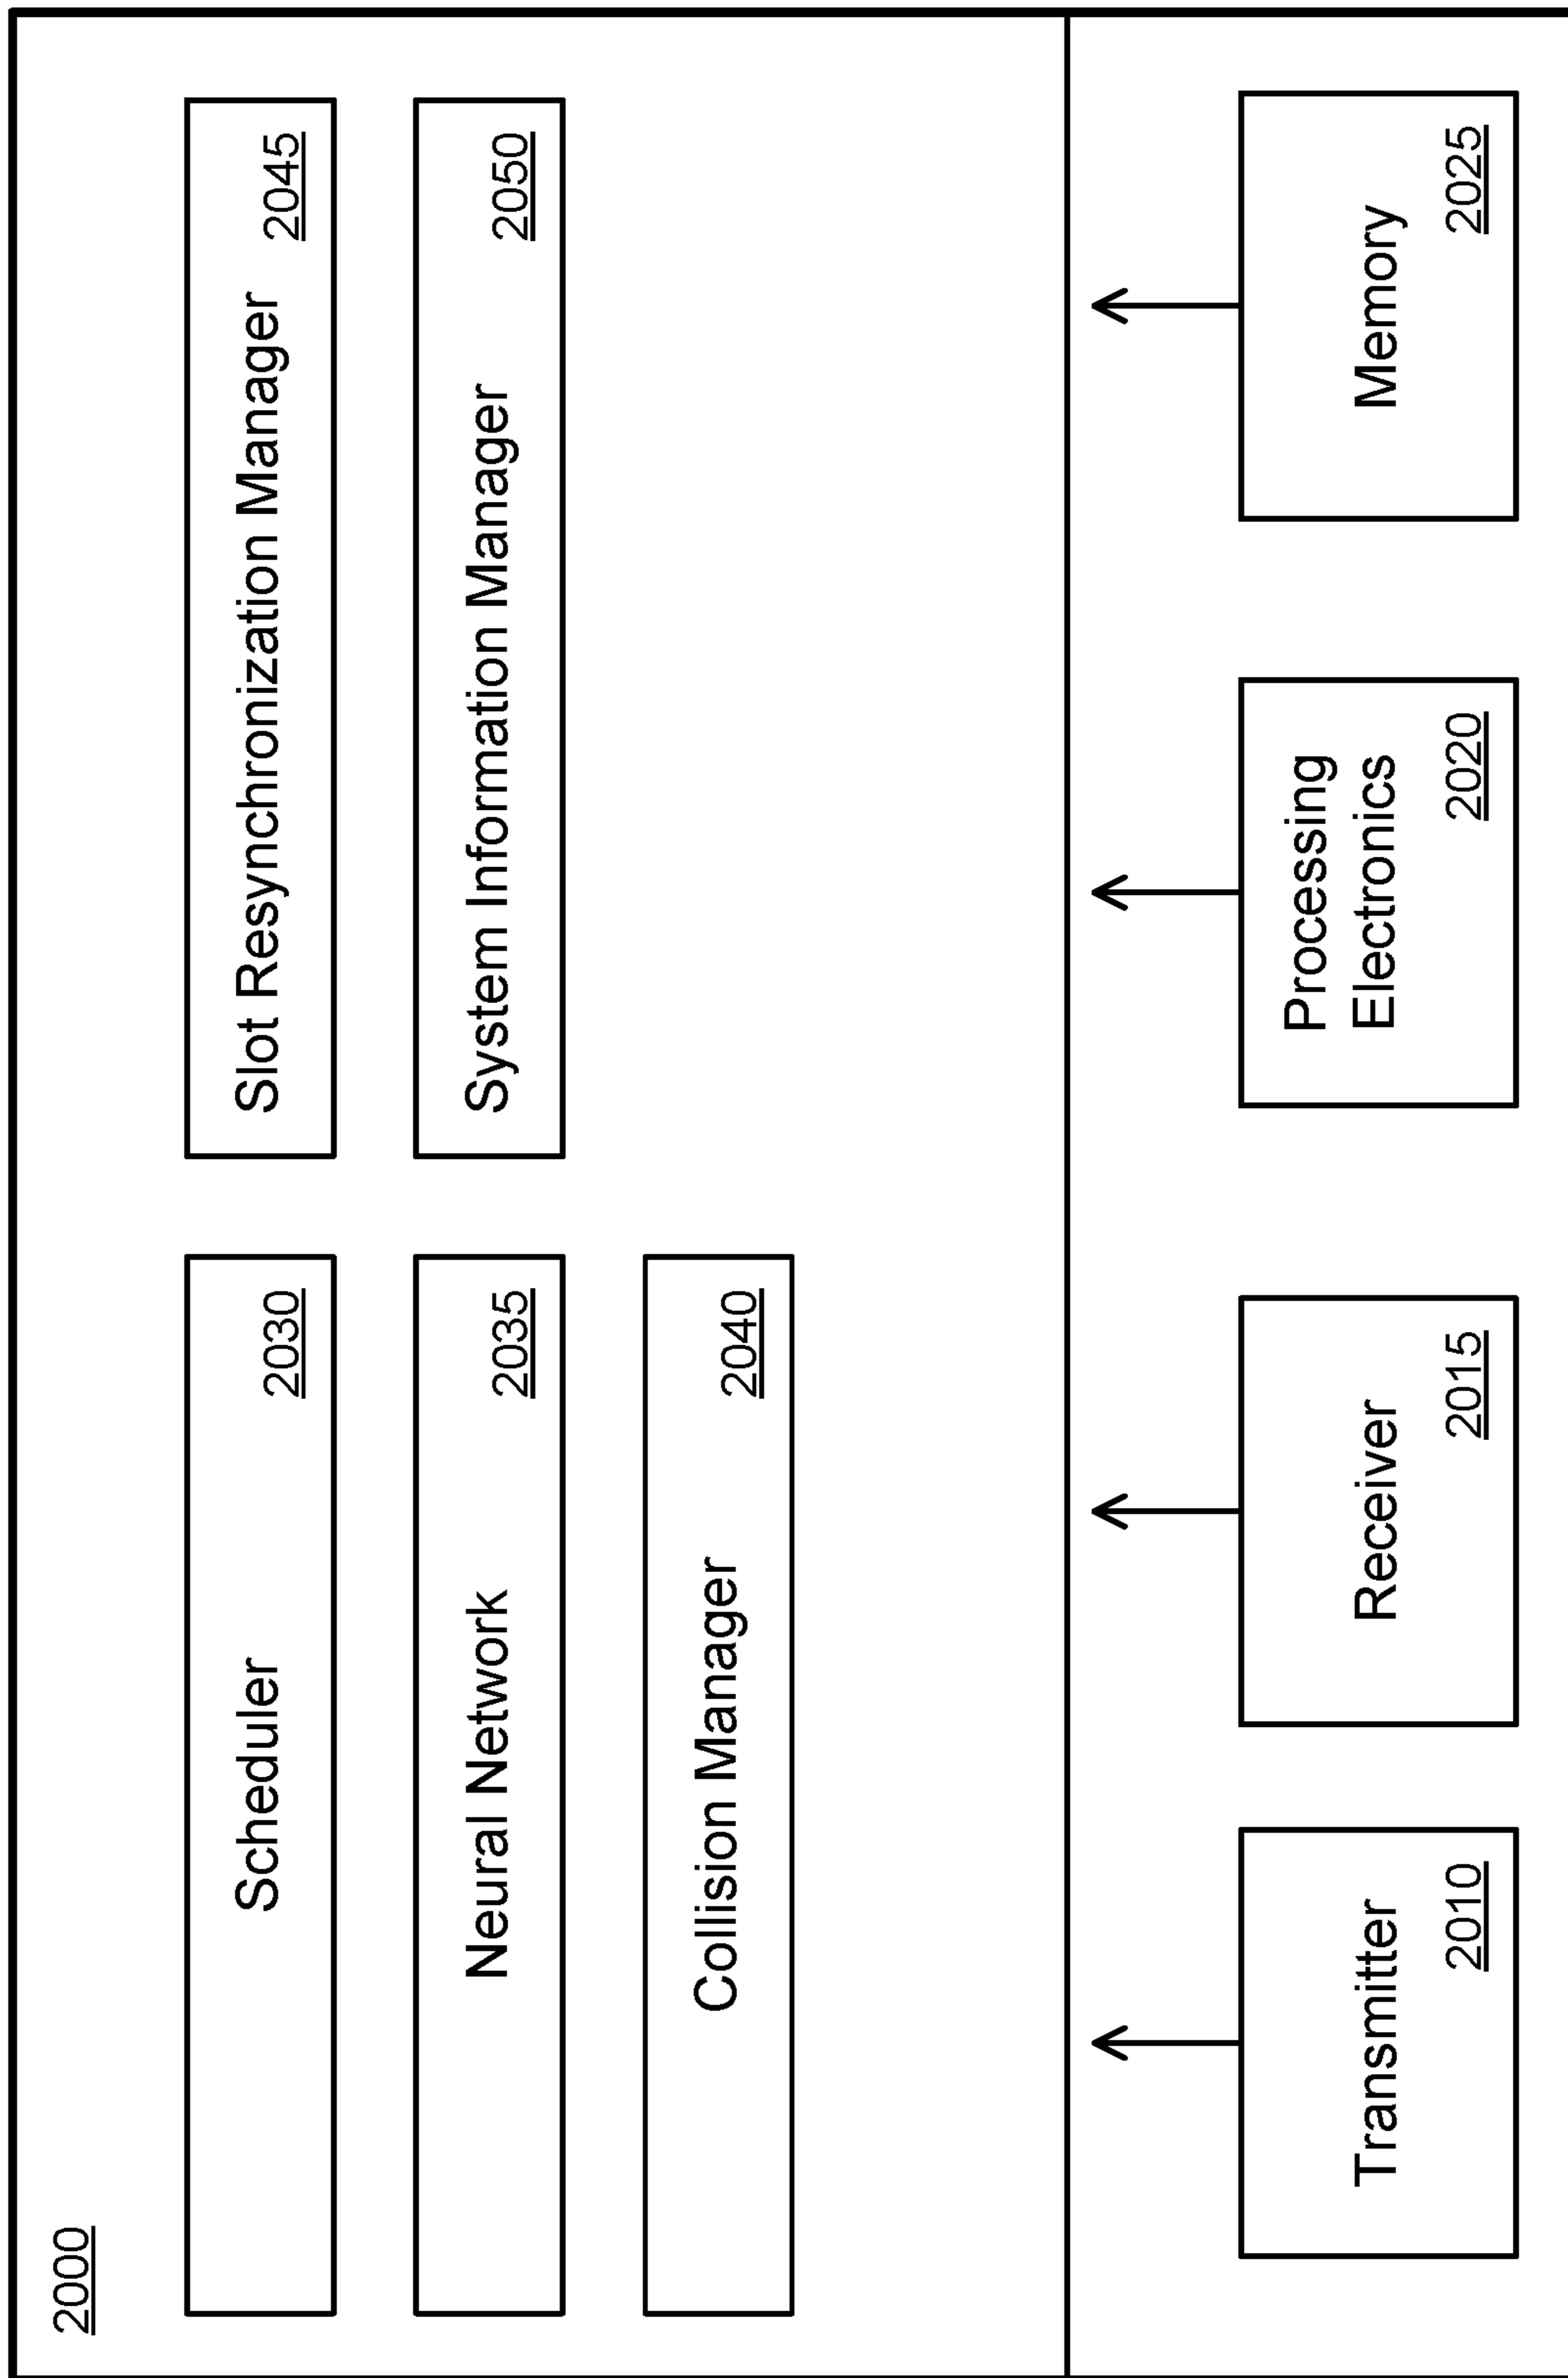 2000
Scheduler
2030
Neural Network
2035
Collision Manager
2040
Slot Resynchronization Manager
2045
System Information Manager
2050
Transmitter
2010
Receiver
2015
Processing
Electronics
2020
Memory
2025